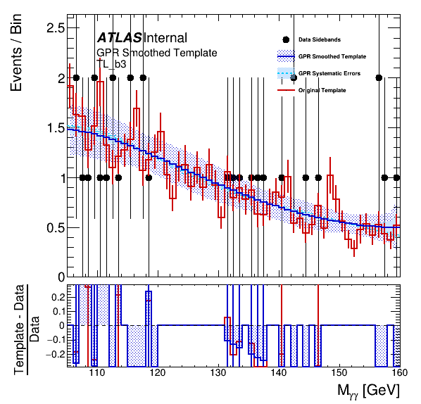 ATLAS Internal
GPR Smoothed Template
L_b3
Data Sidebands
GPR Smoothed Template
GPR Systematic Errors
Original Template
Events / Bin
2.5
2
1.5
1
0.5
0
Template - Data
Data
0.2
0.1
0
−0.1
−0.2
110
120
130
140
150
160
Mγγ [GeV]